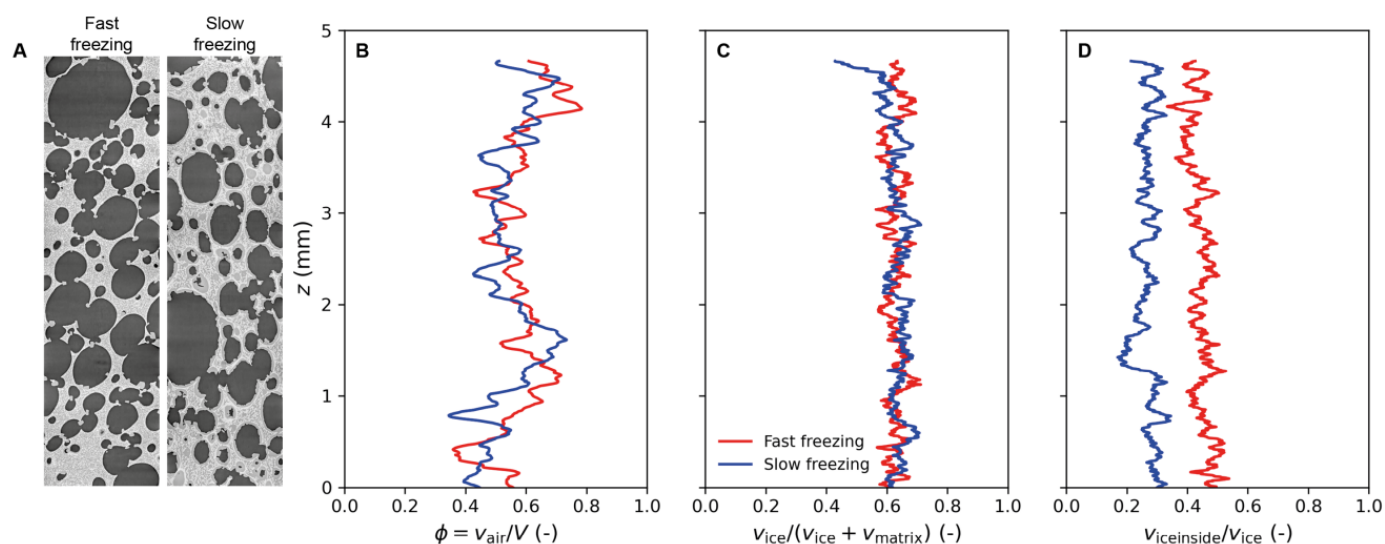 A
Fast
freezing
Slow
freezing
B
C
D
5
4
3
2
1
0
z (mm)
0.0 0.2 0.4 0.6 0.8 1.0
ϕ = v_air/V (-)
Fast freezing
Slow freezing
0.0 0.2 0.4 0.6 0.8 1.0
v_ice/(v_ice + v_matrix) (-)
0.2 0.4 0.6 0.8 1.0
v_iceinside/v_ice (-)